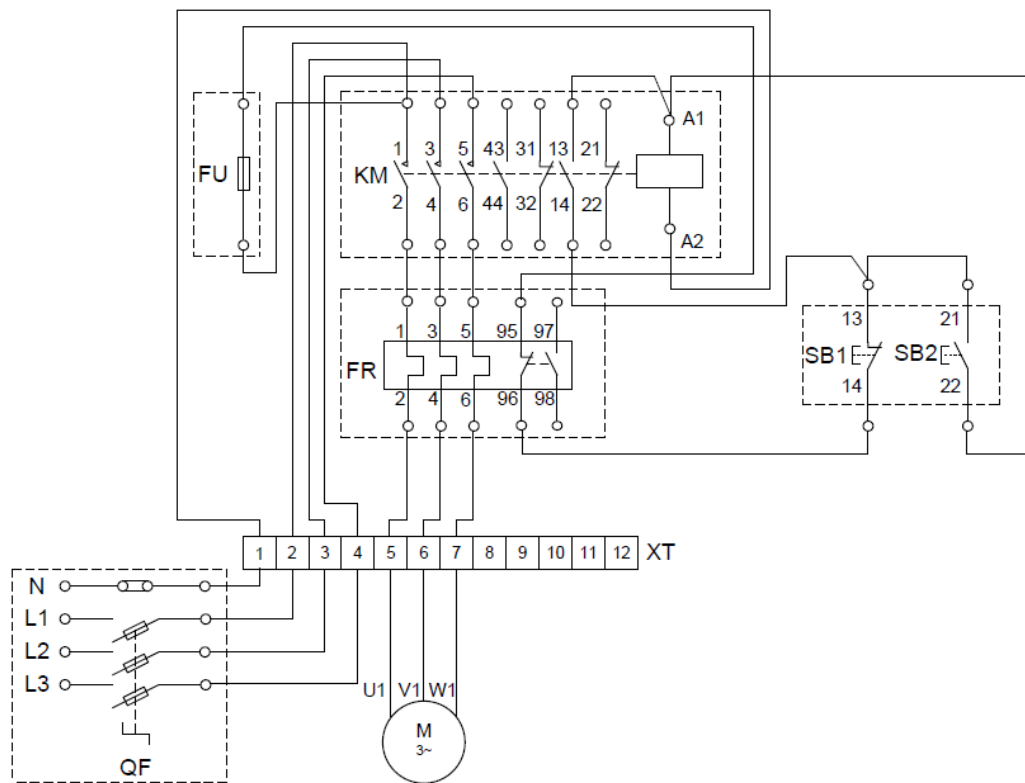 A1
1 3 5 43 31 13 21
FU
KM
2 4 6 44 32 14 22
A2
13 21
1 3 5 95 97
SB1 SB2
FR
14 22
2 4 6 96 98
1 2 3 4 5 6 7 8 9 10 11 12 XT
N
L1
L2
L3
U1 V1 W1
M
3~
QF